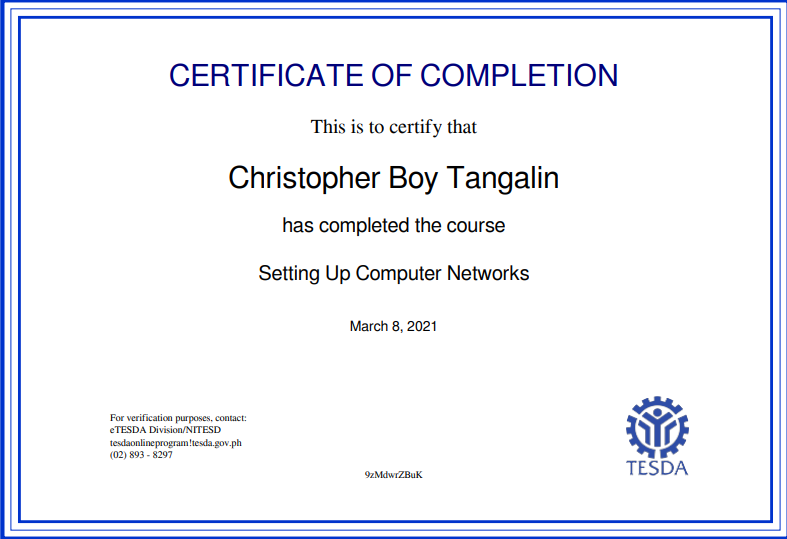 CERTIFICATE OF COMPLETION
This is to certify that
Christopher Boy Tangalin
has completed the course
Setting Up Computer Networks
March 8, 2021
For verification purposes, contact:
eTESDA Division/NITESD
tesdaonlineprogram!tesda.gov.ph
(02) 893 - 8297
TESDA
9zMdwrZBuK